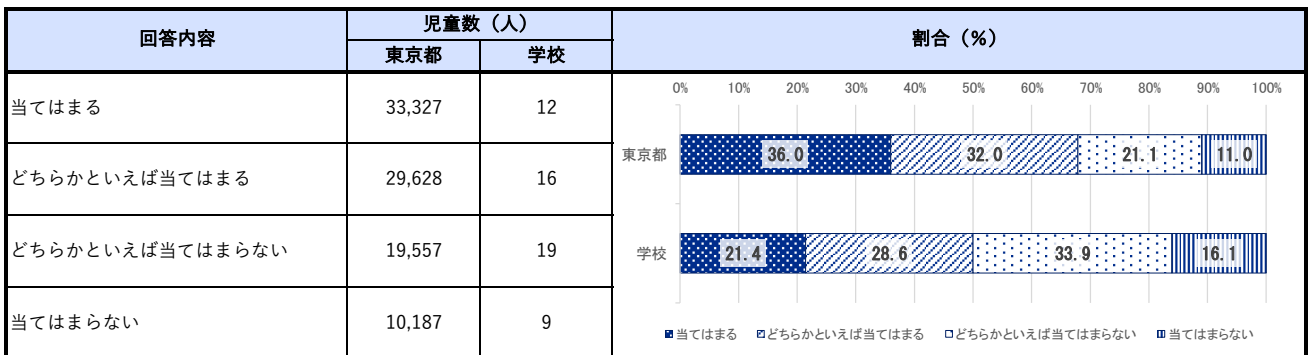 回答内容 児童数（人） 割合（%）
東京都 学校
当てはまる 33,327 12
どちらかといえば当てはまる 29,628 16
どちらかといえば当てはまらない 19,557 19
当てはまらない 10,187 9
0% 10% 20% 30% 40% 50% 60% 70% 80% 90% 100%
東京都 36.0 32.0 21.1 11.0
学校 21.4 28.6 33.9 16.1
当てはまる どちらかといえば当てはまる どちらかといえば当てはまらない 当てはまらない